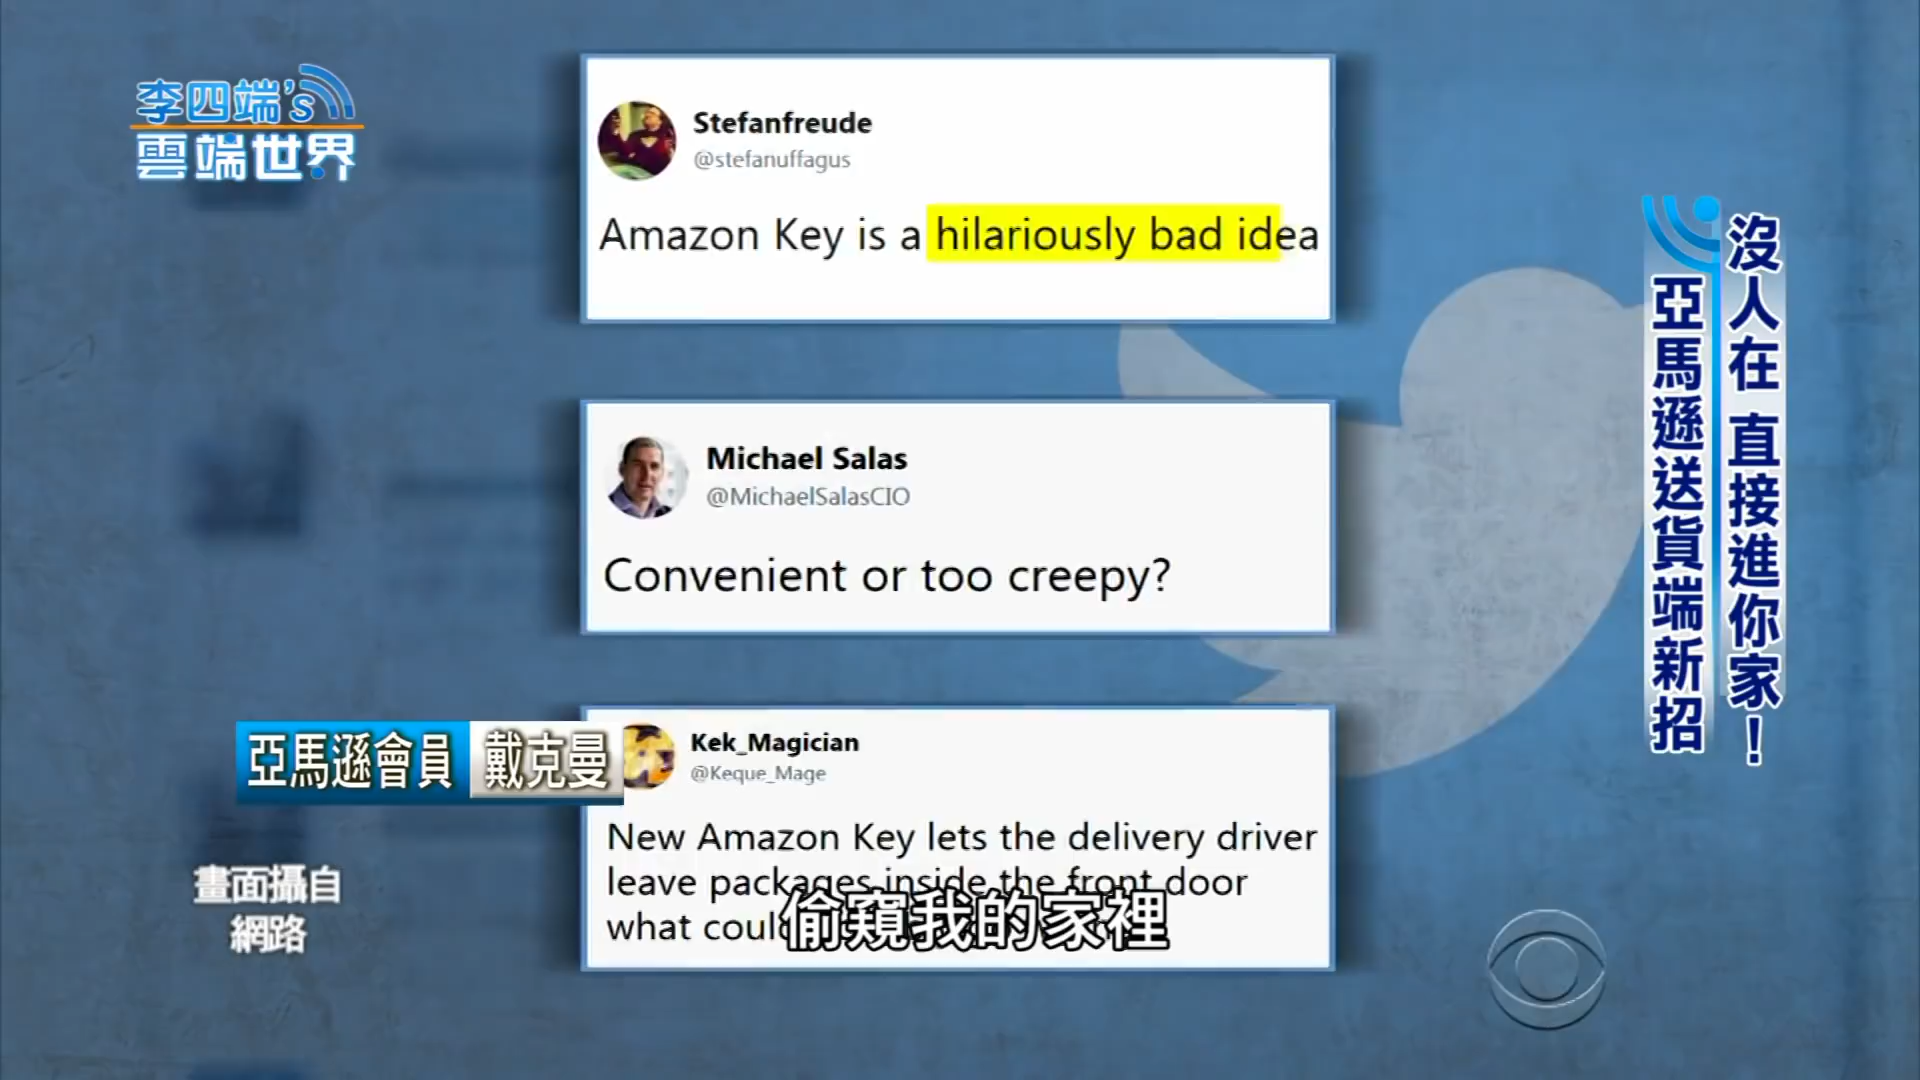 李四端's
雲端世界
Stefanfreude
@stefanuffagus
Amazon Key is a hilariously bad idea
Michael Salas
@MichaelSalasCIO
Convenient or too creepy?
沒人在 直接進你家!
亞馬遜送貨端新招
亞馬遜會員 戴克曼
Kek_Magician
@Keque_Mage
New Amazon Key lets the delivery driver
leave packages inside the front door
what could
偷窺我的家裡
畫面攝自
網路